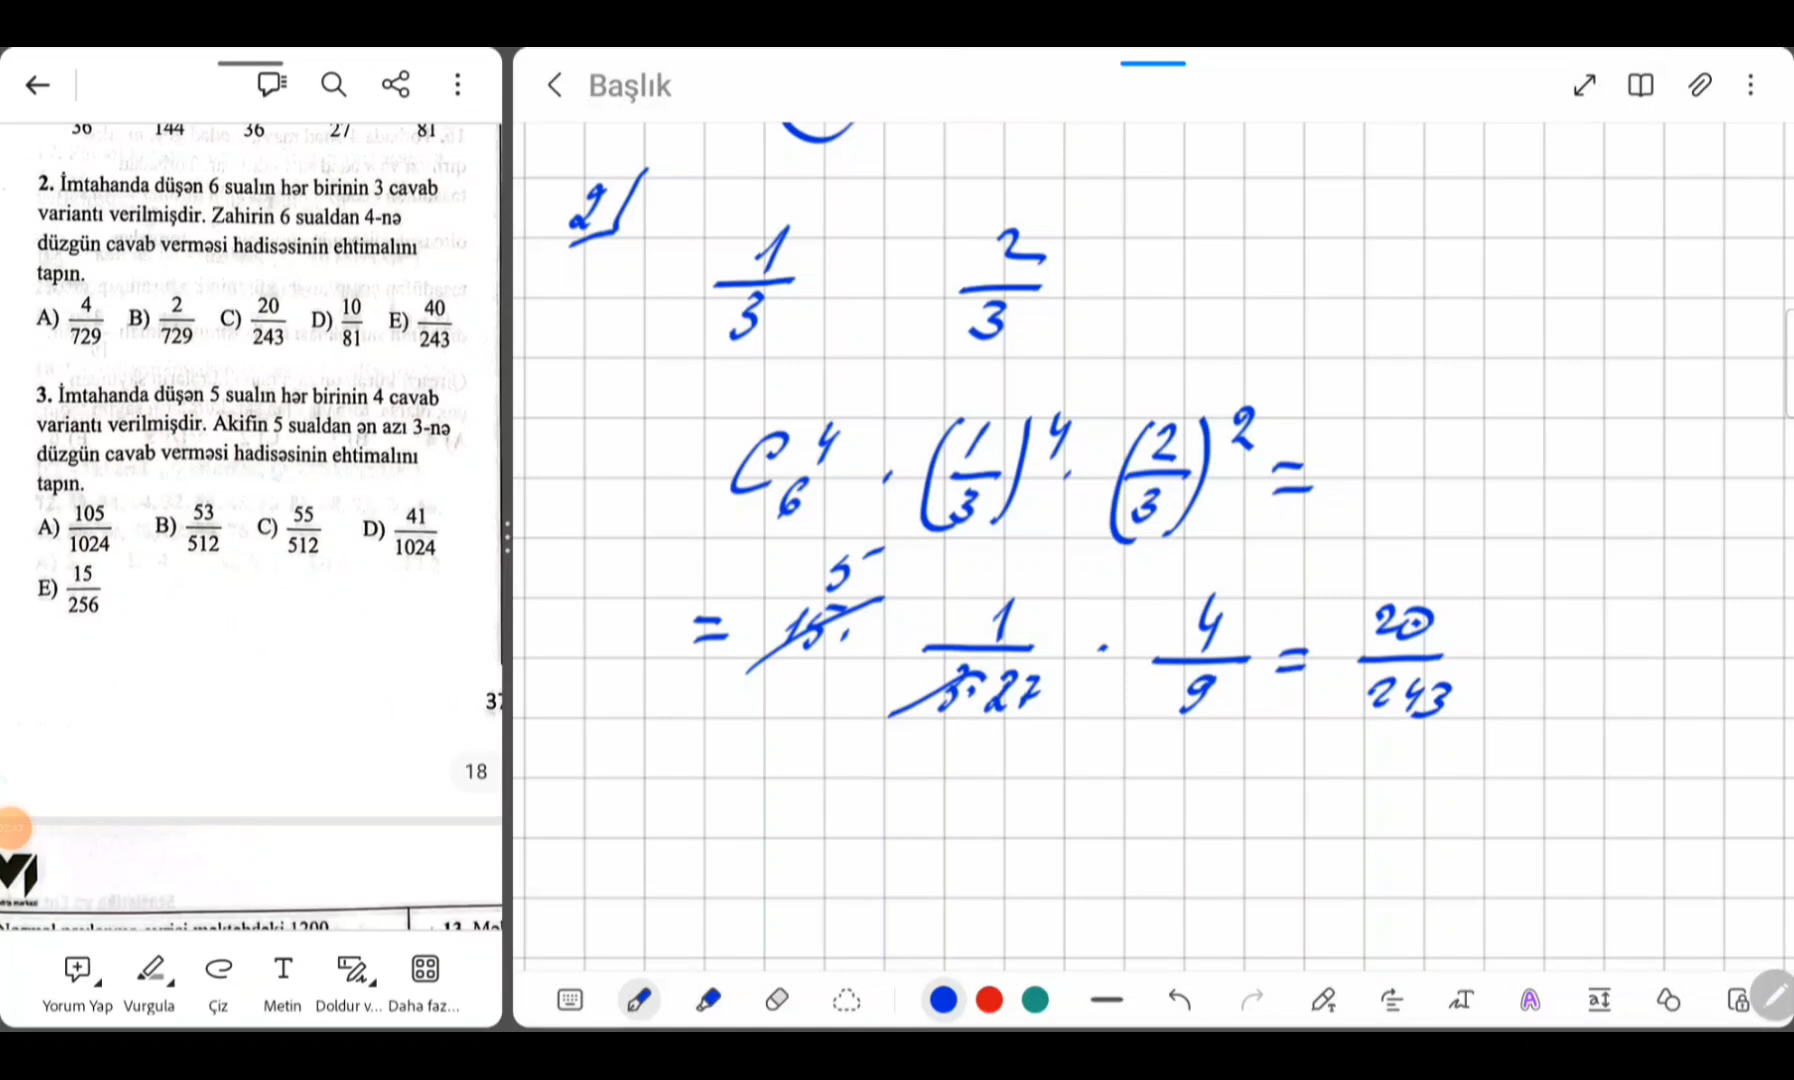 Başlık
36 144 36 27 81
2. İmtahanda düşən 6 sualın hər birinin 3 cavab
variantı verilmişdir. Zahirin 6 sualdan 4-nə
düzgün cavab verməsi hadisəsinin ehtimalını
tapın.
A) 4/729 B) 2/729 C) 20/243 D) 10/81 E) 40/243
3. İmtahanda düşən 5 sualın hər birinin 4 cavab
variantı verilmişdir. Akifin 5 sualdan ən azı 3-nə
düzgün cavab verməsi hadisəsinin ehtimalını
tapın.
A) 105/1024 B) 53/512 C) 55/512 D) 41/1024
E) 15/256
37
18
1200
Yorum Yap Vurgula Çiz Metin Doldur v... Daha faz...
2/
1/3 2/3
C₆⁴ · (1/3)⁴ · (2/3)² =
5
= 15 · 1/3·27 · 4/9 = 20/243